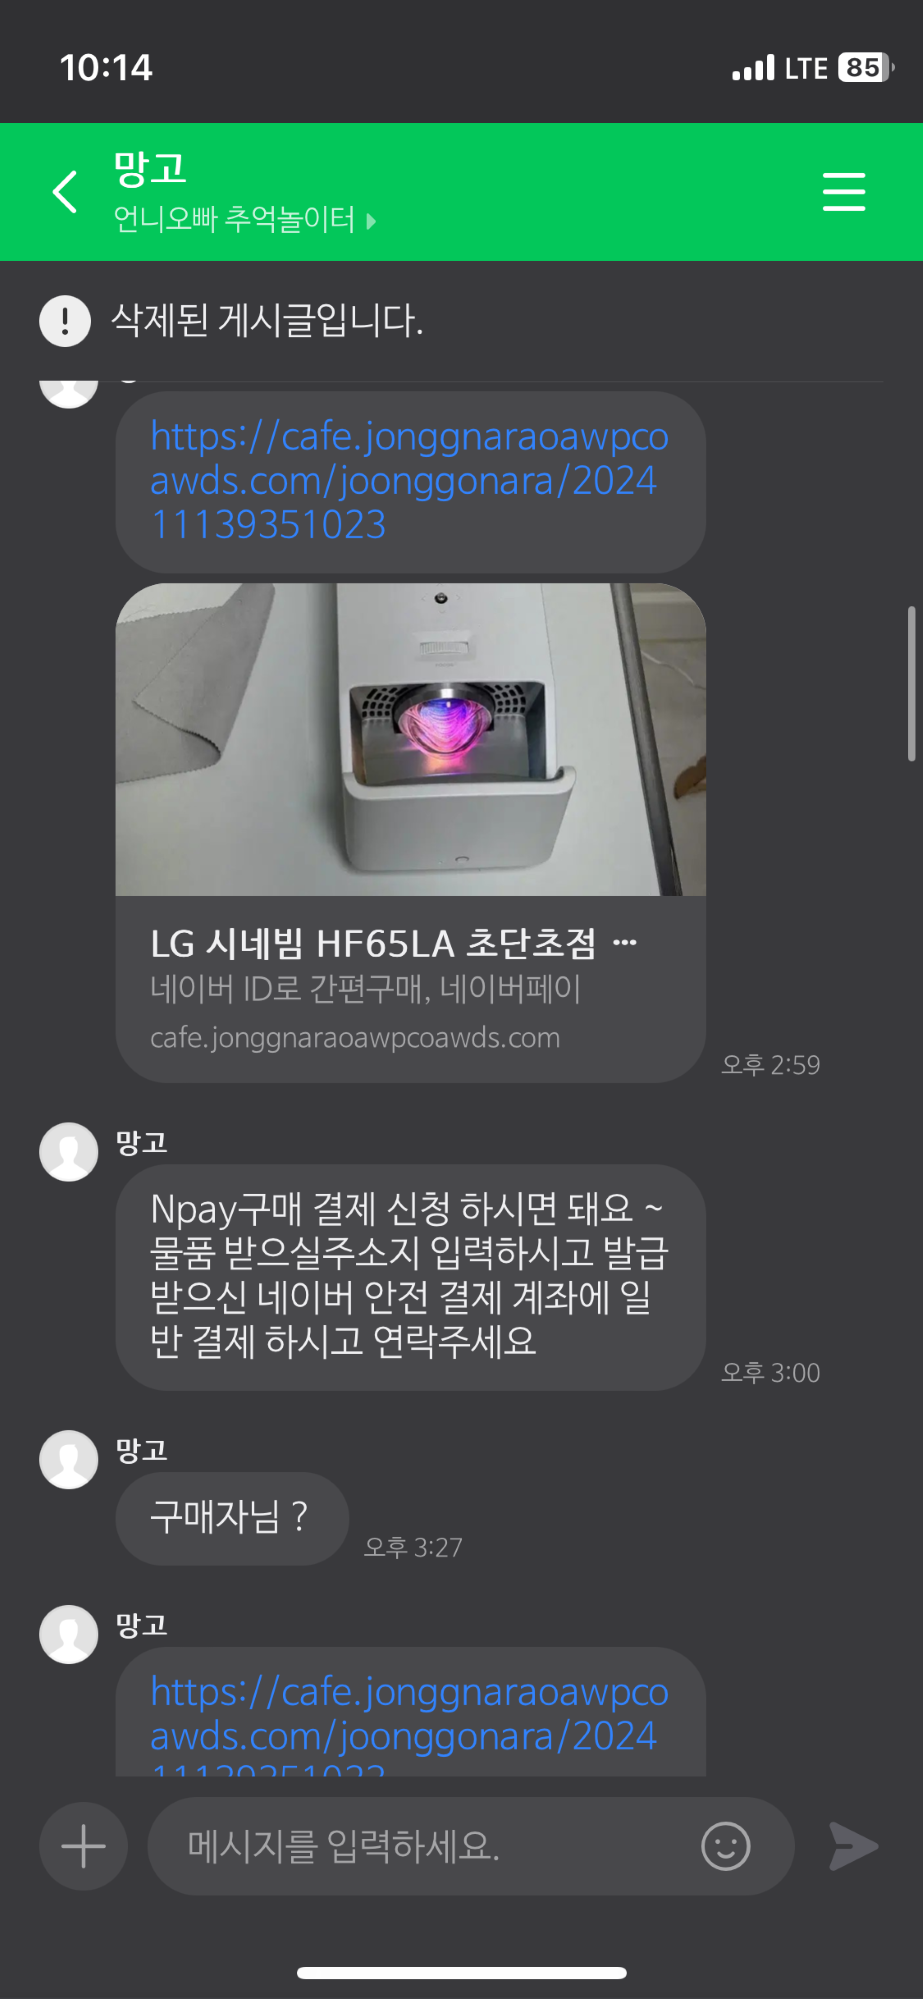 10:14
LTE 85
망고
언니오빠 추억놀이터
삭제된 게시글입니다.
https://cafe.jonggnaraoawpco
awds.com/joonggonara/2024
11139351023
LG 시네빔 HF65LA 초단초점 ···
네이버 ID로 간편구매, 네이버페이
cafe.jonggnaraoawpcoawds.com
오후 2:59
망고
Npay구매 결제 신청 하시면 돼요 ~
물품 받으실주소지 입력하시고 발급
받으신 네이버 안전 결제 계좌에 일
반 결제 하시고 연락주세요
오후 3:00
망고
구매자님 ?
오후 3:27
망고
https://cafe.jonggnaraoawpco
awds.com/joonggonara/2024
11139351023
메시지를 입력하세요.